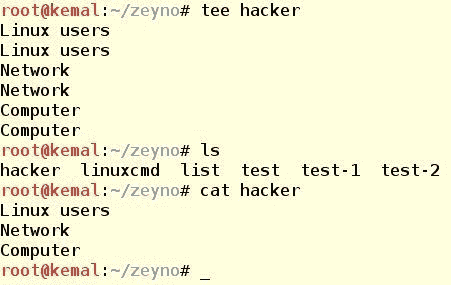 root@kemal:~/zeyno# tee hacker
Linux users
Linux users
Network
Network
Computer
Computer
root@kemal:~/zeyno# ls
hacker  linuxcmd  list  test  test-1  test-2
root@kemal:~/zeyno# cat hacker
Linux users
Network
Computer
root@kemal:~/zeyno# _